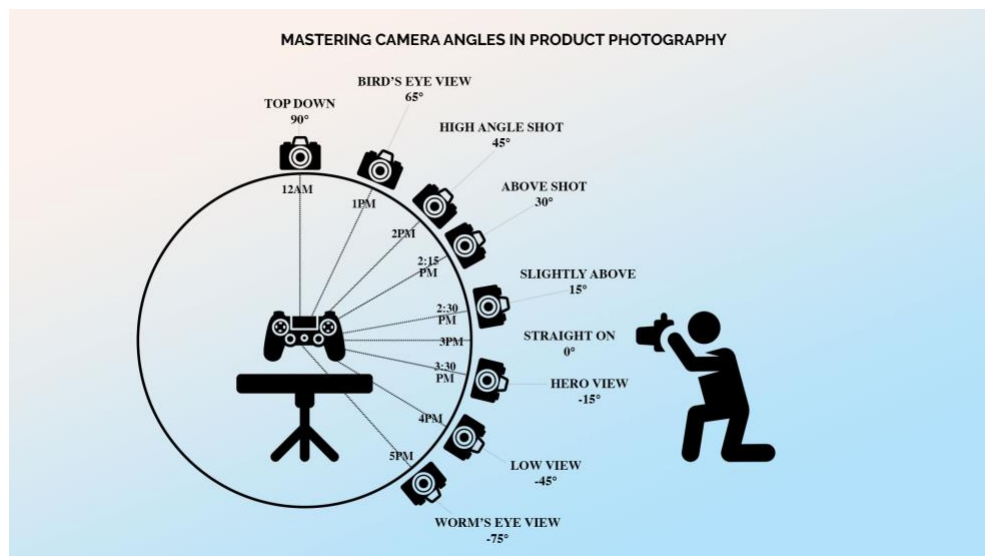 MASTERING CAMERA ANGLES IN PRODUCT PHOTOGRAPHY
BIRD'S EYE VIEW
65°
TOP DOWN
90°
HIGH ANGLE SHOT
45°
ABOVE SHOT
30°
12AM
1PM
2PM
2:15
PM
SLIGHTLY ABOVE
15°
2:30
PM
STRAIGHT ON
0°
3PM
3:30
PM
HERO VIEW
-15°
4PM
LOW VIEW
-45°
5PM
WORM'S EYE VIEW
-75°